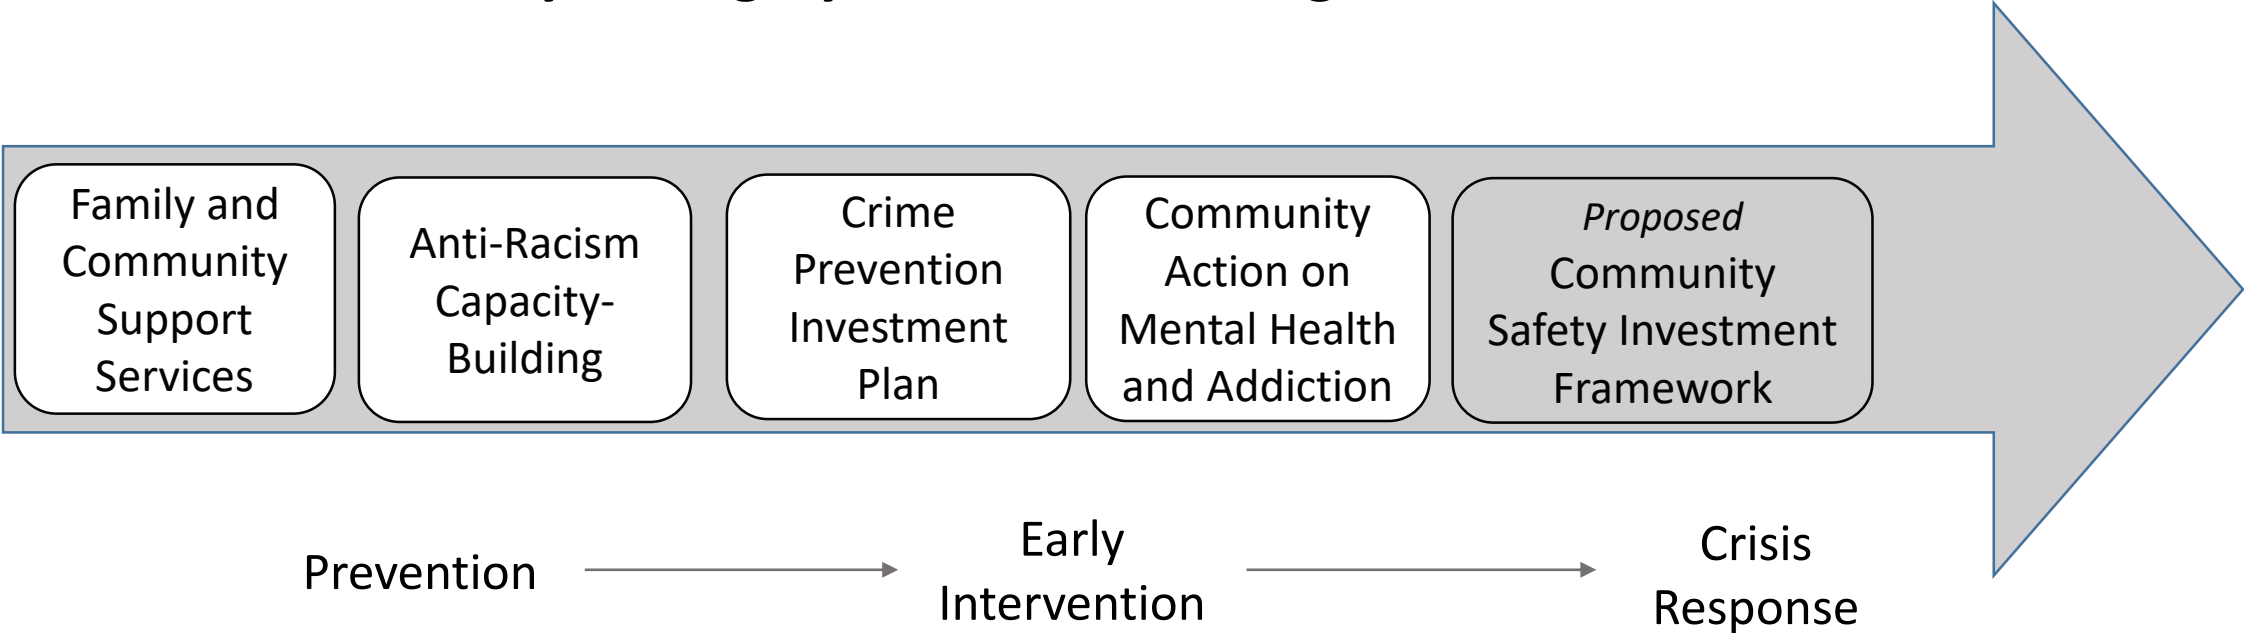 Family and
Community
Support
Services
Anti-Racism
Capacity-
Building
Crime
Prevention
Investment
Plan
Community
Action on
Mental Health
and Addiction
Proposed
Community
Safety Investment
Framework
Prevention
Early
Intervention
Crisis
Response